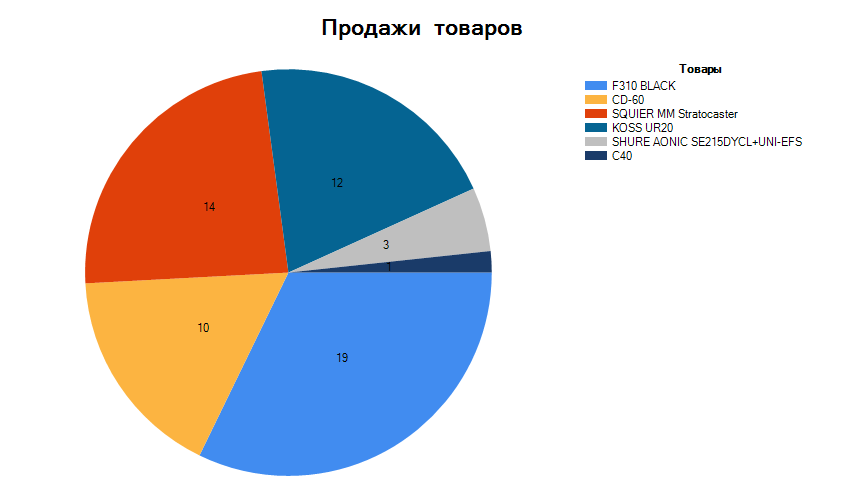 Продажи товаров
Товары
F310 BLACK
CD-60
SQUIER MM Stratocaster
KOSS UR20
SHURE AONIC SE215DYCL+UNI-EFS
C40
12
14
3
1
10
19